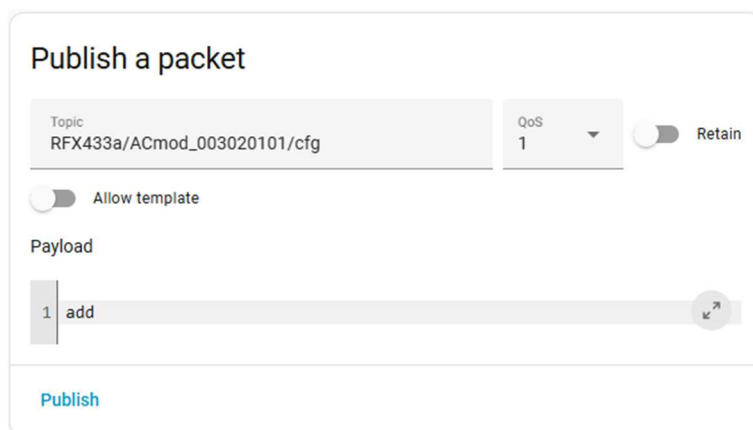 Publish a packet
Topic
RFX433a/ACmod_003020101/cfg
QoS
1
Retain
Allow template
Payload
1 add
Publish